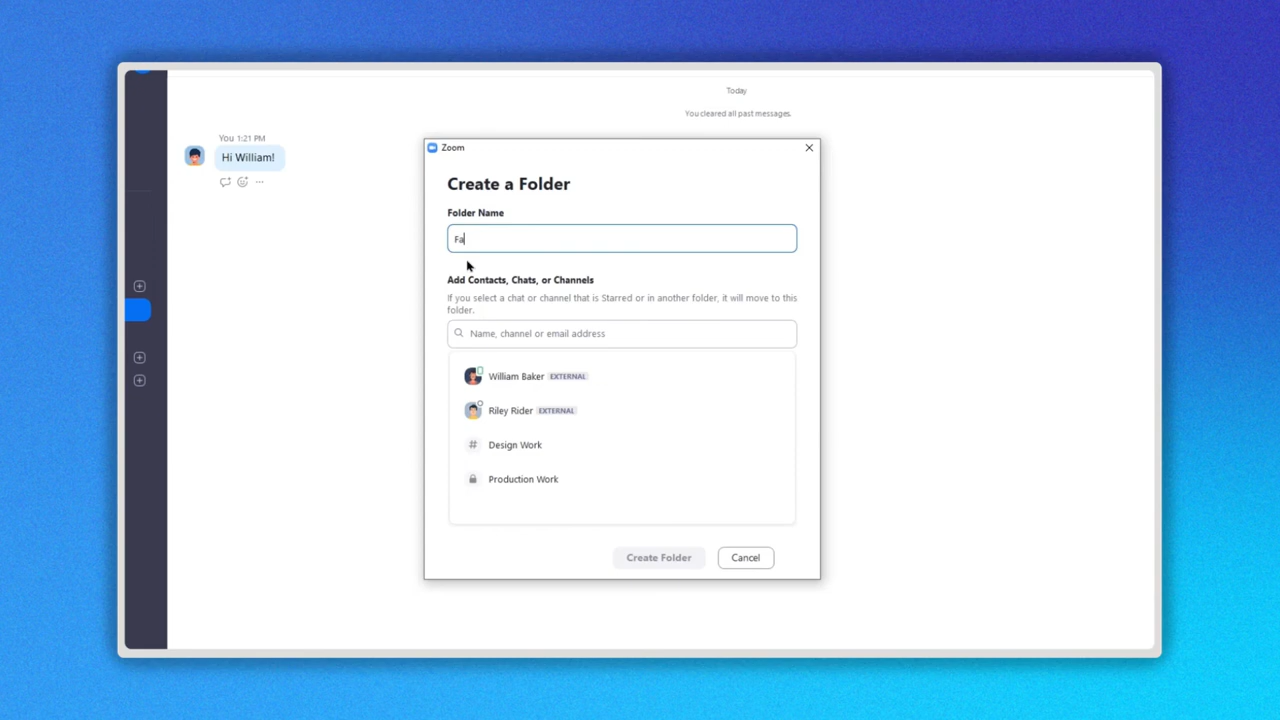 Today
You cleared all past messages.
You 1:21 PM
Hi William!
Zoom
Create a Folder
Folder Name
Fa
Add Contacts, Chats, or Channels
If you select a chat or channel that is Starred or in another folder, it will move to this
folder.
Name, channel or email address
William Baker EXTERNAL
Riley Rider EXTERNAL
# Design Work
Production Work
Create Folder Cancel